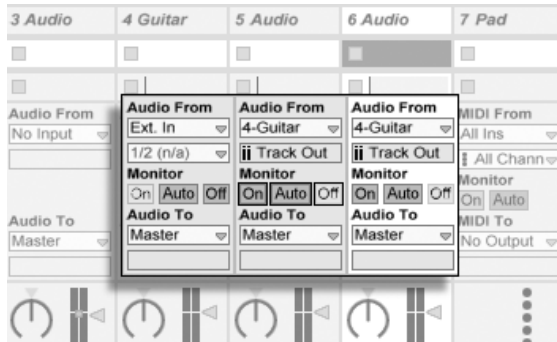 3 Audio 4 Guitar 5 Audio 6 Audio 7 Pad
Audio From Audio From Audio From Audio From MIDI From
No Input Ext. In 4-Guitar 4-Guitar All Ins
1/2 (n/a) ii Track Out ii Track Out All Chann
Monitor Monitor Monitor Monitor
On Auto Off On Auto Off On Auto Off On Auto
Audio To Audio To Audio To Audio To MIDI To
Master Master Master Master No Output